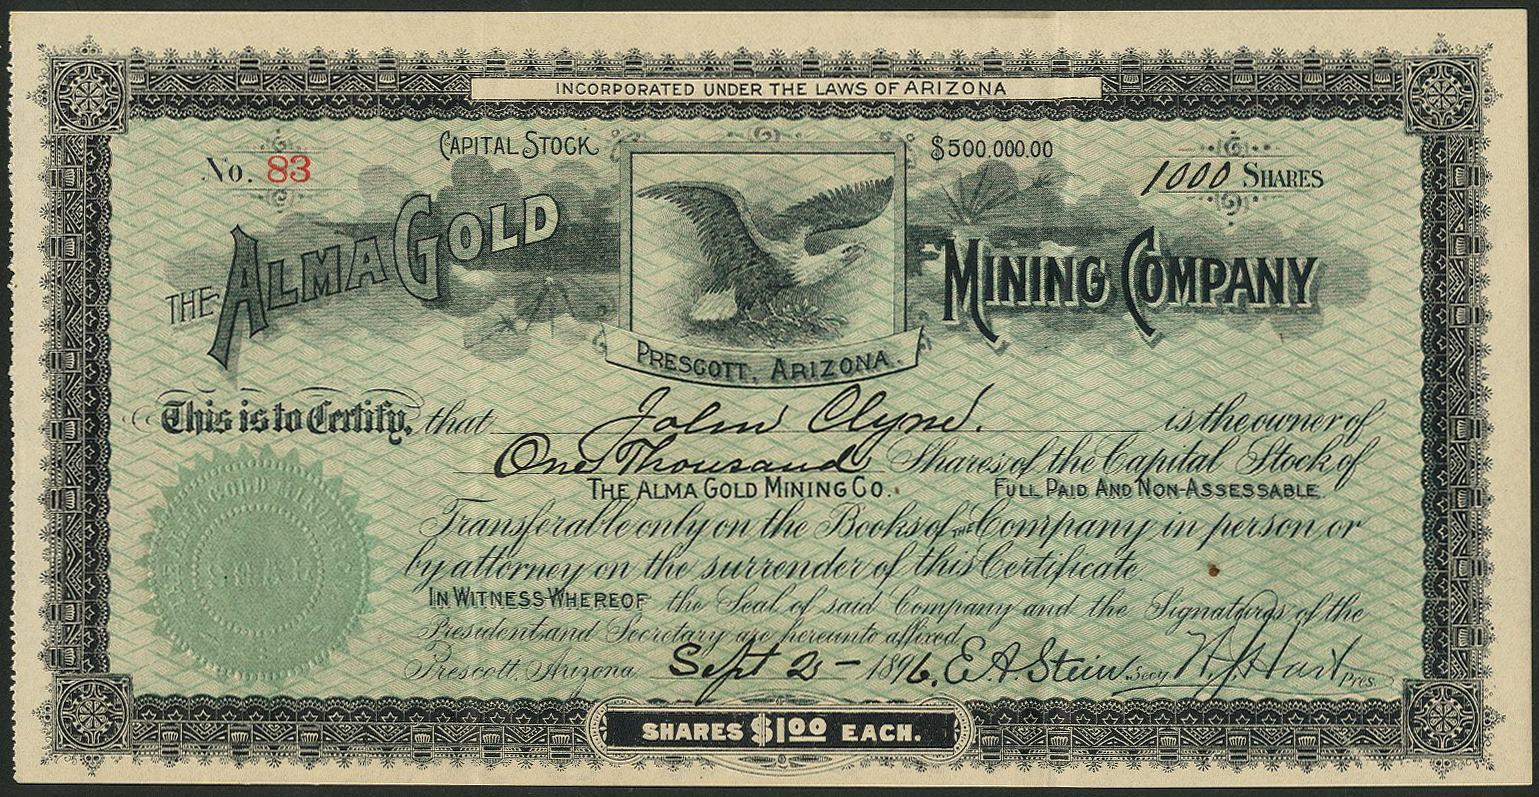 INCORPORATED UNDER THE LAWS OF ARIZONA
No. 83
CAPITAL STOCK
$500.000.00
1000 SHARES
THE ALMA GOLD
MINING COMPANY
PRESCOTT, ARIZONA.
This is to Certify, that John Clyne. is the owner of
One Thousand Shares of the Capital Stock of
THE ALMA GOLD MINING CO. FULL PAID AND NON-ASSESSABLE.
Transferable only on the Books of THE Company in person or
by attorney on the surrender of this Certificate.
IN WITNESS WHEREOF the Seal of said Company and the Signatures of the
President and Secretary are hereunto affixed.
Prescott, Arizona Sept 2 - 1896. E. A. Stein Secy W. J. Hart Pres.
SHARES $1.00 EACH.
ALMA GOLD
SEAL